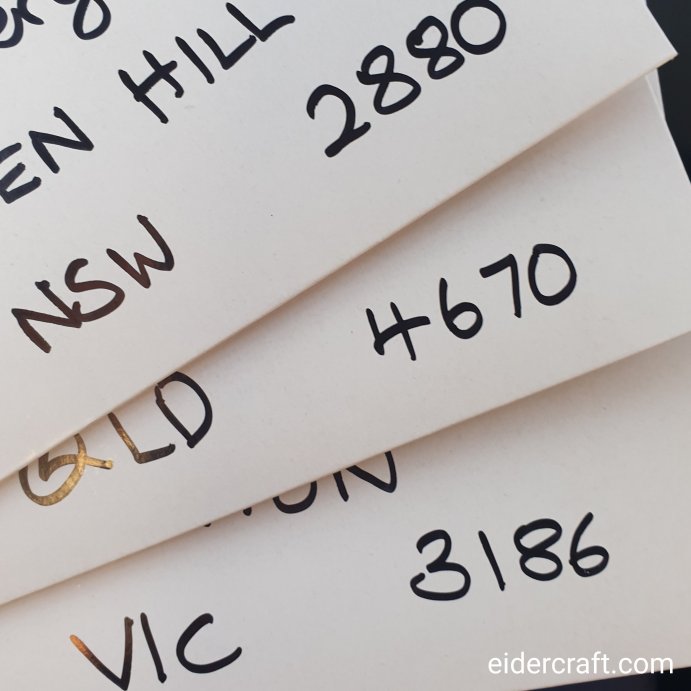 EN HILL
NSW 2880
QLD 4670
VIC 3186
eidercraft.com